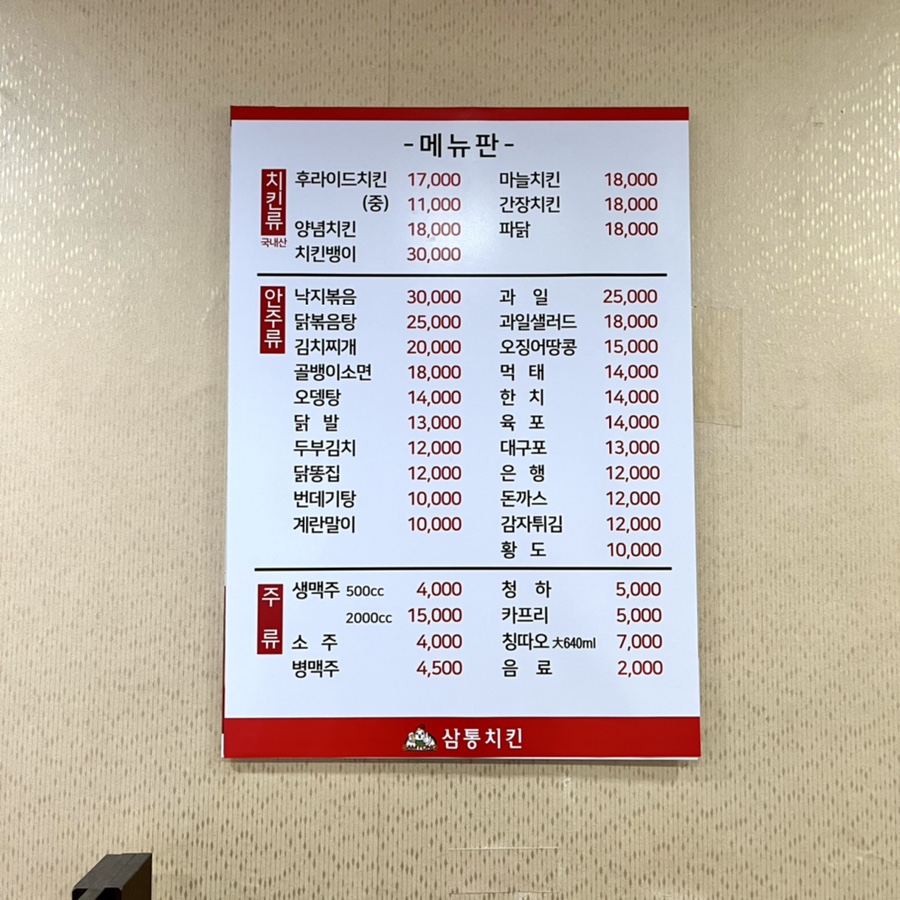 -메뉴판-
치킨류
국내산
후라이드치킨 17,000
(중) 11,000
양념치킨 18,000
치킨뱅이 30,000
마늘치킨 18,000
간장치킨 18,000
파닭 18,000
안주류
낙지볶음 30,000
닭볶음탕 25,000
김치찌개 20,000
골뱅이소면 18,000
오뎅탕 14,000
닭 발 13,000
두부김치 12,000
닭똥집 12,000
번데기탕 10,000
계란말이 10,000
과 일 25,000
과일샐러드 18,000
오징어땅콩 15,000
먹 태 14,000
한 치 14,000
육 포 14,000
대구포 13,000
은 행 12,000
돈까스 12,000
감자튀김 12,000
황 도 10,000
주류
생맥주 500cc 4,000
2000cc 15,000
소 주 4,000
병맥주 4,500
청 하 5,000
카프리 5,000
칭따오 大640ml 7,000
음 료 2,000
삼통치킨